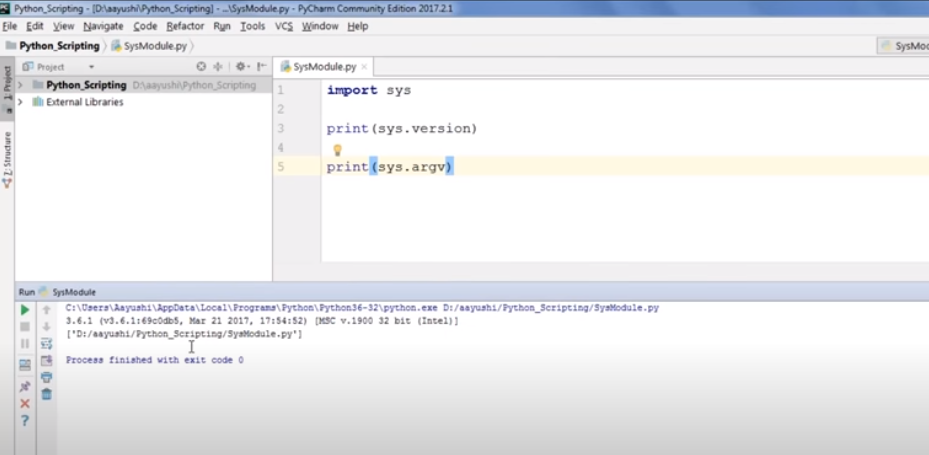 Python_Scripting - [D:\aayushi\Python_Scripting] - ...\SysModule.py - PyCharm Community Edition 2017.2.1
File Edit View Navigate Code Refactor Run Tools VCS Window Help
Python_Scripting SysModule.py SysMod
Project SysModule.py
1: Project
Python_Scripting D:\aayushi\Python_Scripting
External Libraries
Z: Structure
1 import sys
2
3 print(sys.version)
4
5 print(sys.argv)
Run SysModule
C:\Users\Aayushi\AppData\Local\Programs\Python\Python36-32\python.exe D:/aayushi/Python_Scripting/SysModule.py
3.6.1 (v3.6.1:69c0db5, Mar 21 2017, 17:54:52) [MSC v.1900 32 bit (Intel)]
['D:/aayushi/Python_Scripting/SysModule.py']
Process finished with exit code 0